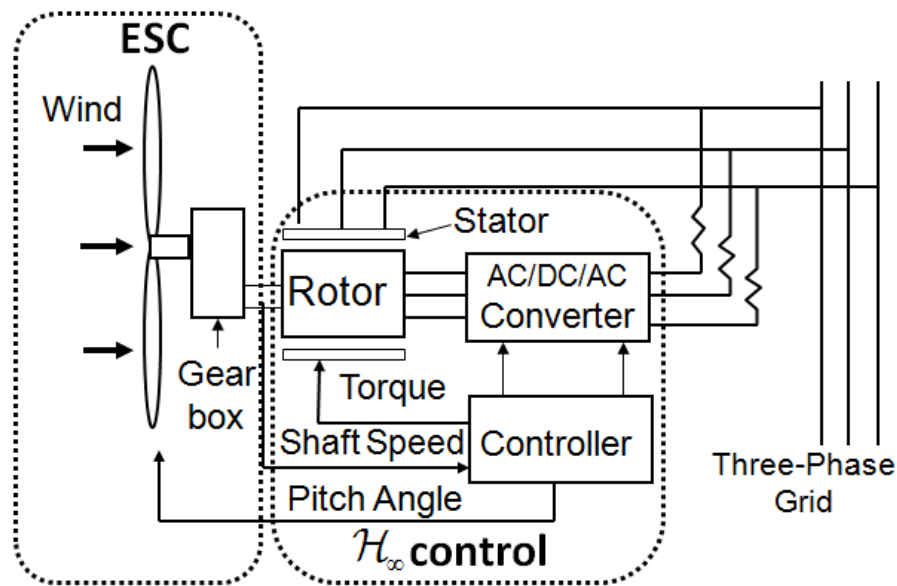 ESC
Wind
Stator
Rotor
AC/DC/AC
Converter
Gear
box
Torque
Shaft Speed
Controller
Pitch Angle
Three-Phase
Grid
ℋ∞ control